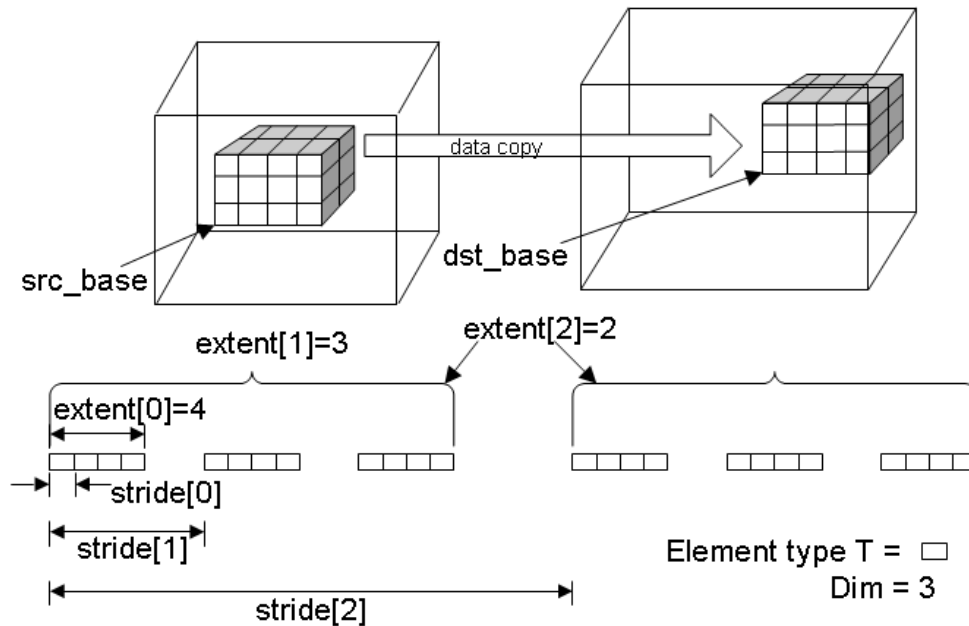 data copy
src_base
dst_base
extent[1]=3
extent[2]=2
extent[0]=4
stride[0]
stride[1]
stride[2]
Element type T =
Dim = 3